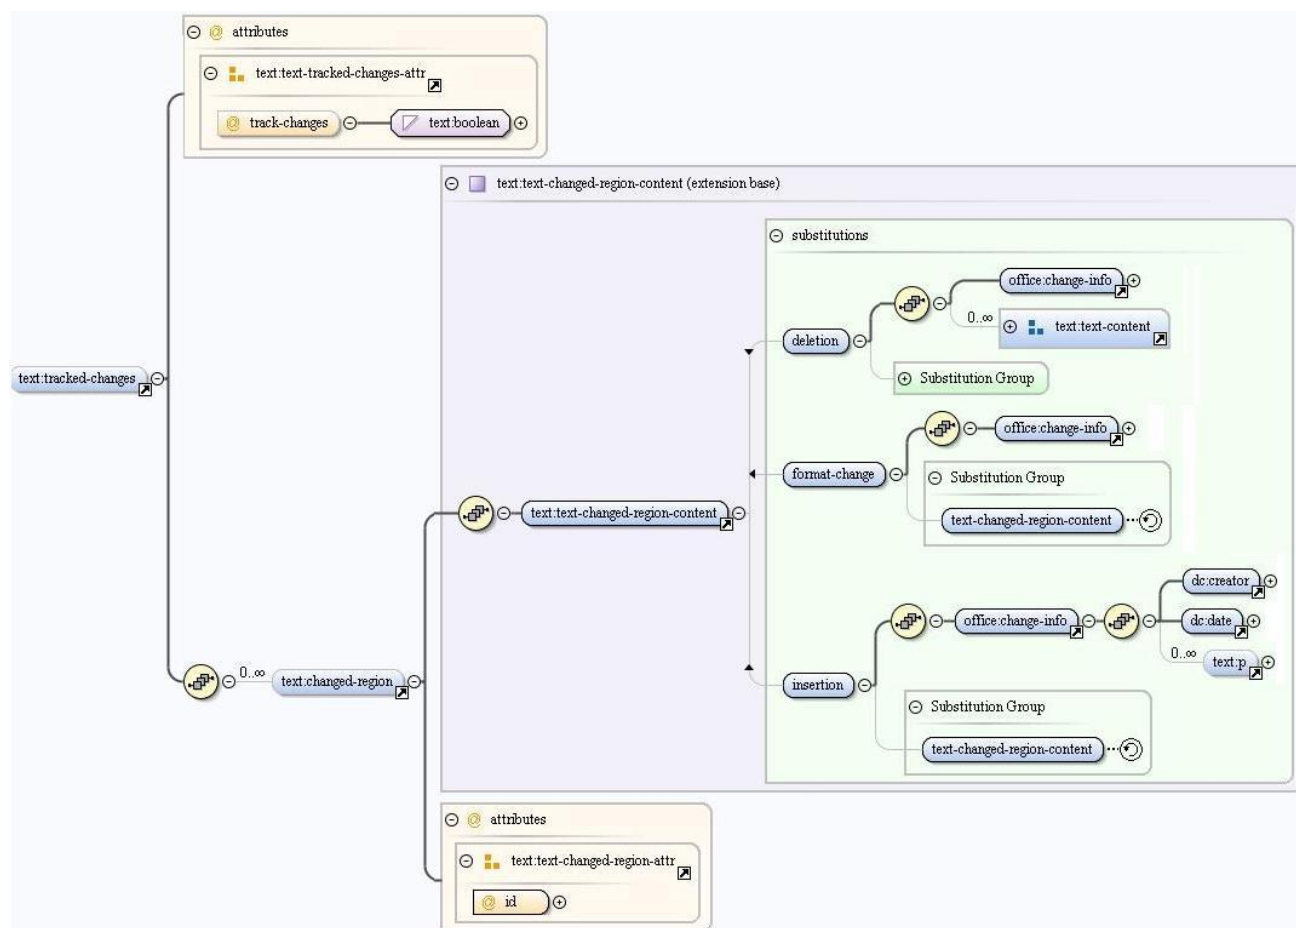 attributes
text:text-tracked-changes-attr
track-changes
text:boolean
text:text-changed-region-content (extension base)
substitutions
office:change-info
0..∞
text:text-content
deletion
Substitution Group
text:tracked-changes
office:change-info
format-change
Substitution Group
text-changed-region-content
text:text-changed-region-content
dc:creator
office:change-info
dc:date
0..∞
text:p
0..∞
text:changed-region
insertion
Substitution Group
text-changed-region-content
attributes
text:text-changed-region-attr
id